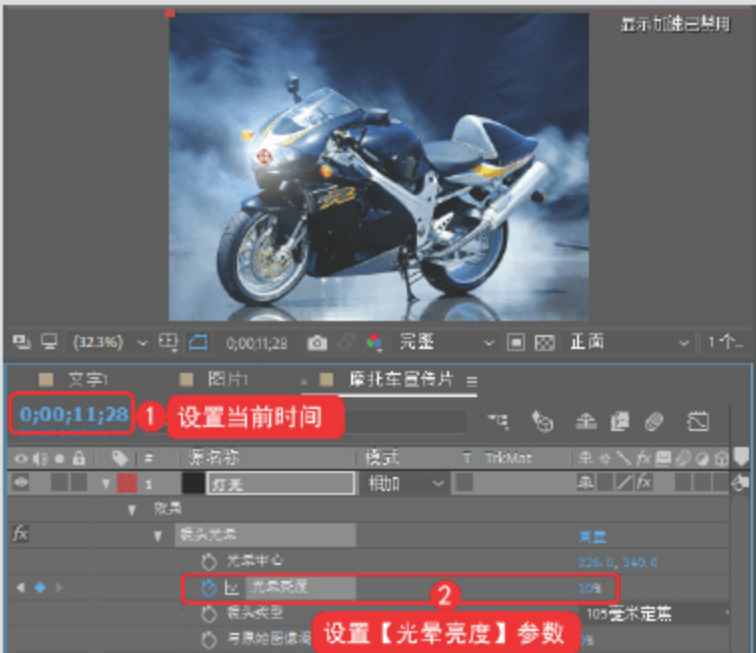 显示加速已禁用
(32.3%) 0;00;11;28 完整 正面 1个...
文字1 图片1 × 摩托车宣传片
0;00;11;28 1 设置当前时间
# 源名称 模式 T TrkMat
1 灯光 相加
效果
fx 镜头光晕 重置
光晕中心 226.0, 340.0
光晕亮度 30%
2
镜头类型 105毫米定焦
与原始图像 %
设置【光晕亮度】参数